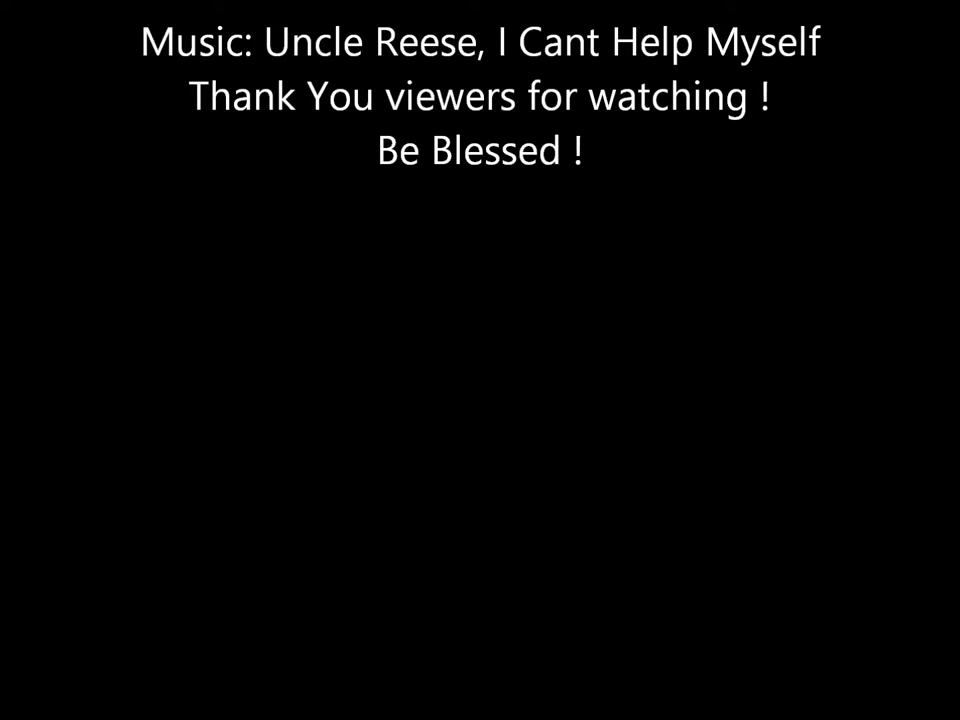 Music: Uncle Reese, I Cant Help Myself
Thank You viewers for watching !
Be Blessed !